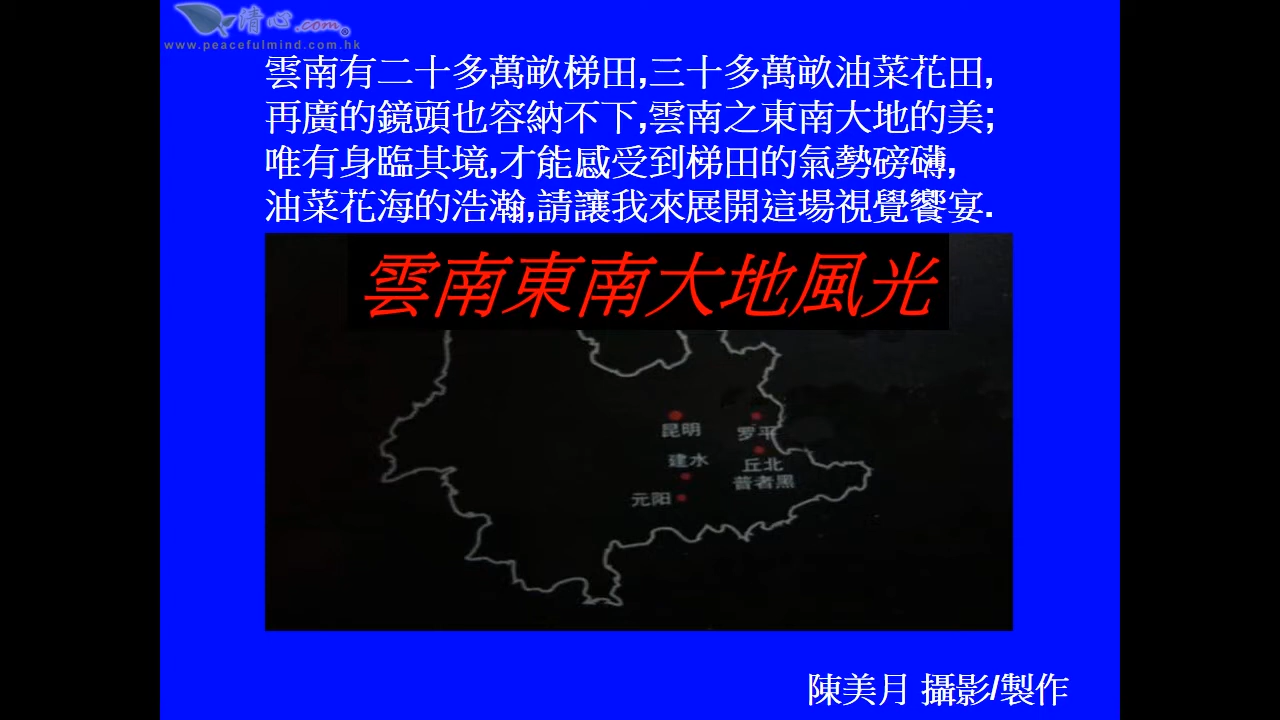 清心.com®
www.peacefulmind.com.hk
雲南有二十多萬畝梯田,三十多萬畝油菜花田,
再廣的鏡頭也容納不下,雲南之東南大地的美;
唯有身臨其境,才能感受到梯田的氣勢磅礴,
油菜花海的浩瀚,請讓我來展開這場視覺饗宴.
雲南東南大地風光
昆明
罗平
建水
丘北
普者黑
元阳
陳美月 攝影/製作